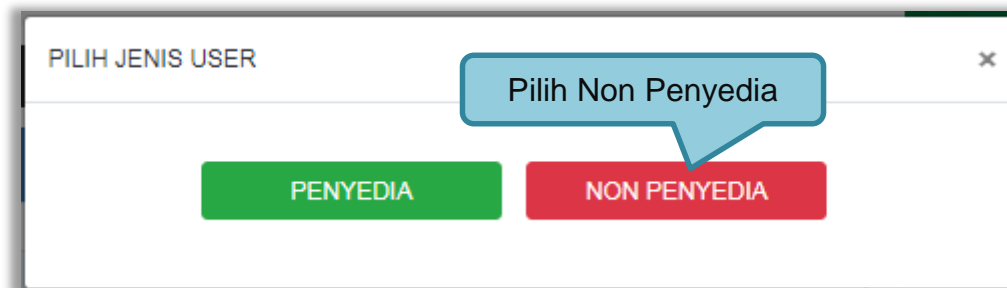 PILIH JENIS USER
×
Pilih Non Penyedia
PENYEDIA
NON PENYEDIA